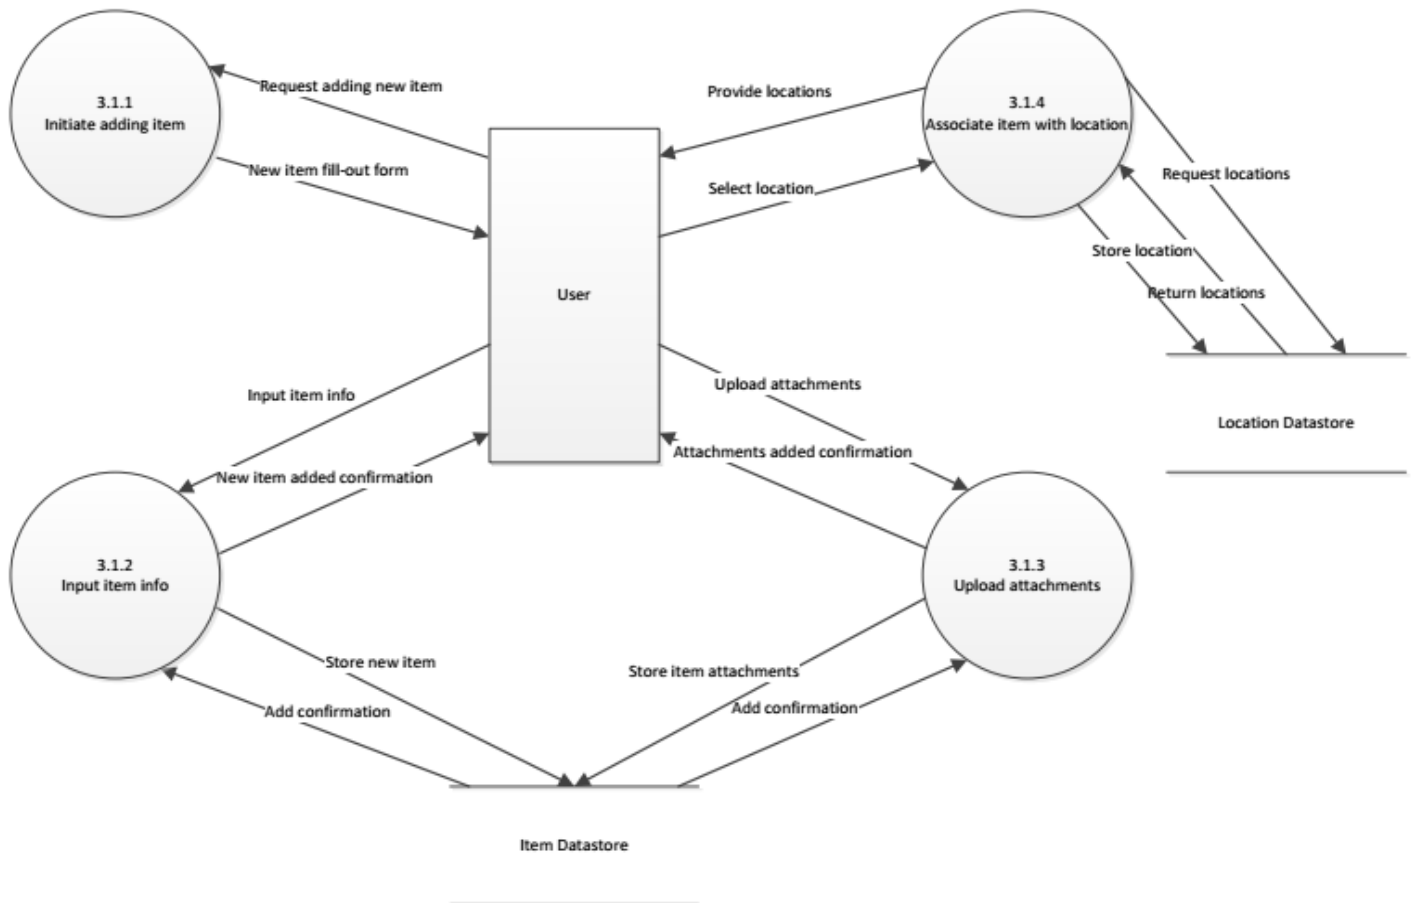 3.1.1
Initiate adding item
Request adding new item
New item fill-out form
Provide locations
Select location
3.1.4
Associate item with location
Request locations
Store location
Return locations
User
Location Datastore
Input item info
New item added confirmation
Upload attachments
Attachments added confirmation
3.1.2
Input item info
3.1.3
Upload attachments
Store new item
Add confirmation
Store item attachments
Add confirmation
Item Datastore